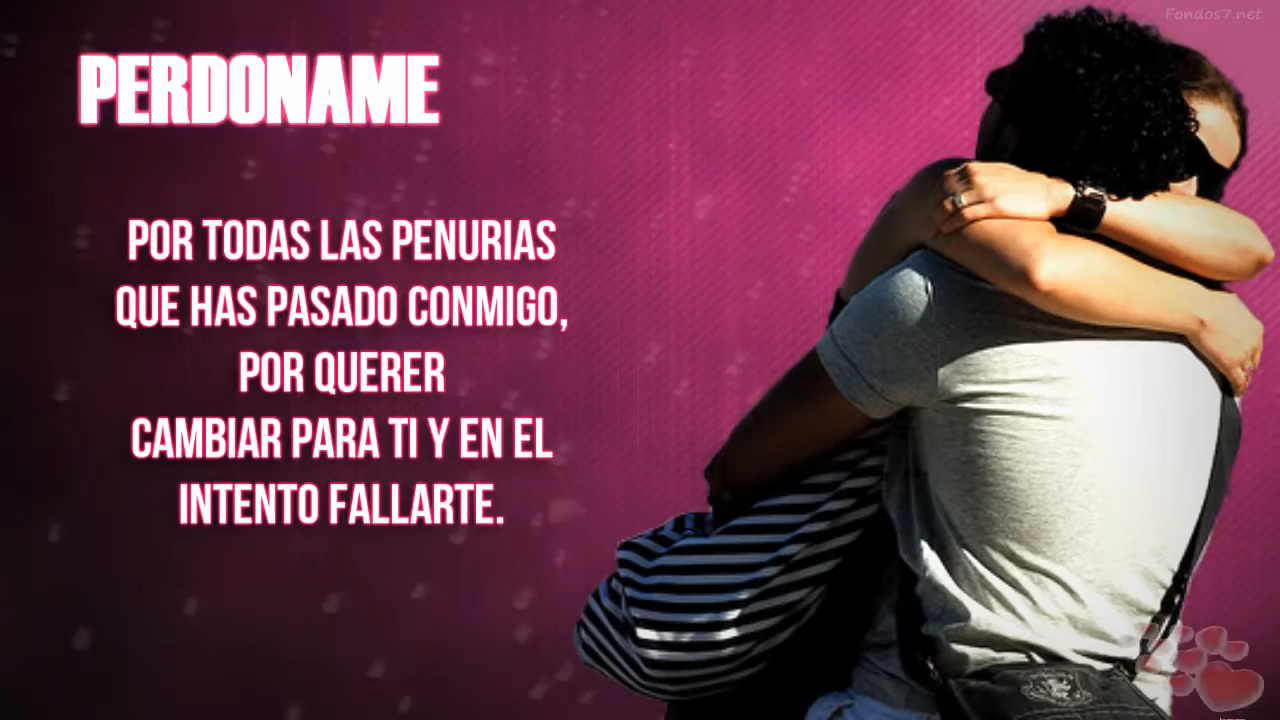 Fondos7.net
PERDONAME
POR TODAS LAS PENURIAS
QUE HAS PASADO CONMIGO,
POR QUERER
CAMBIAR PARA TI Y EN EL
INTENTO FALLARTE.